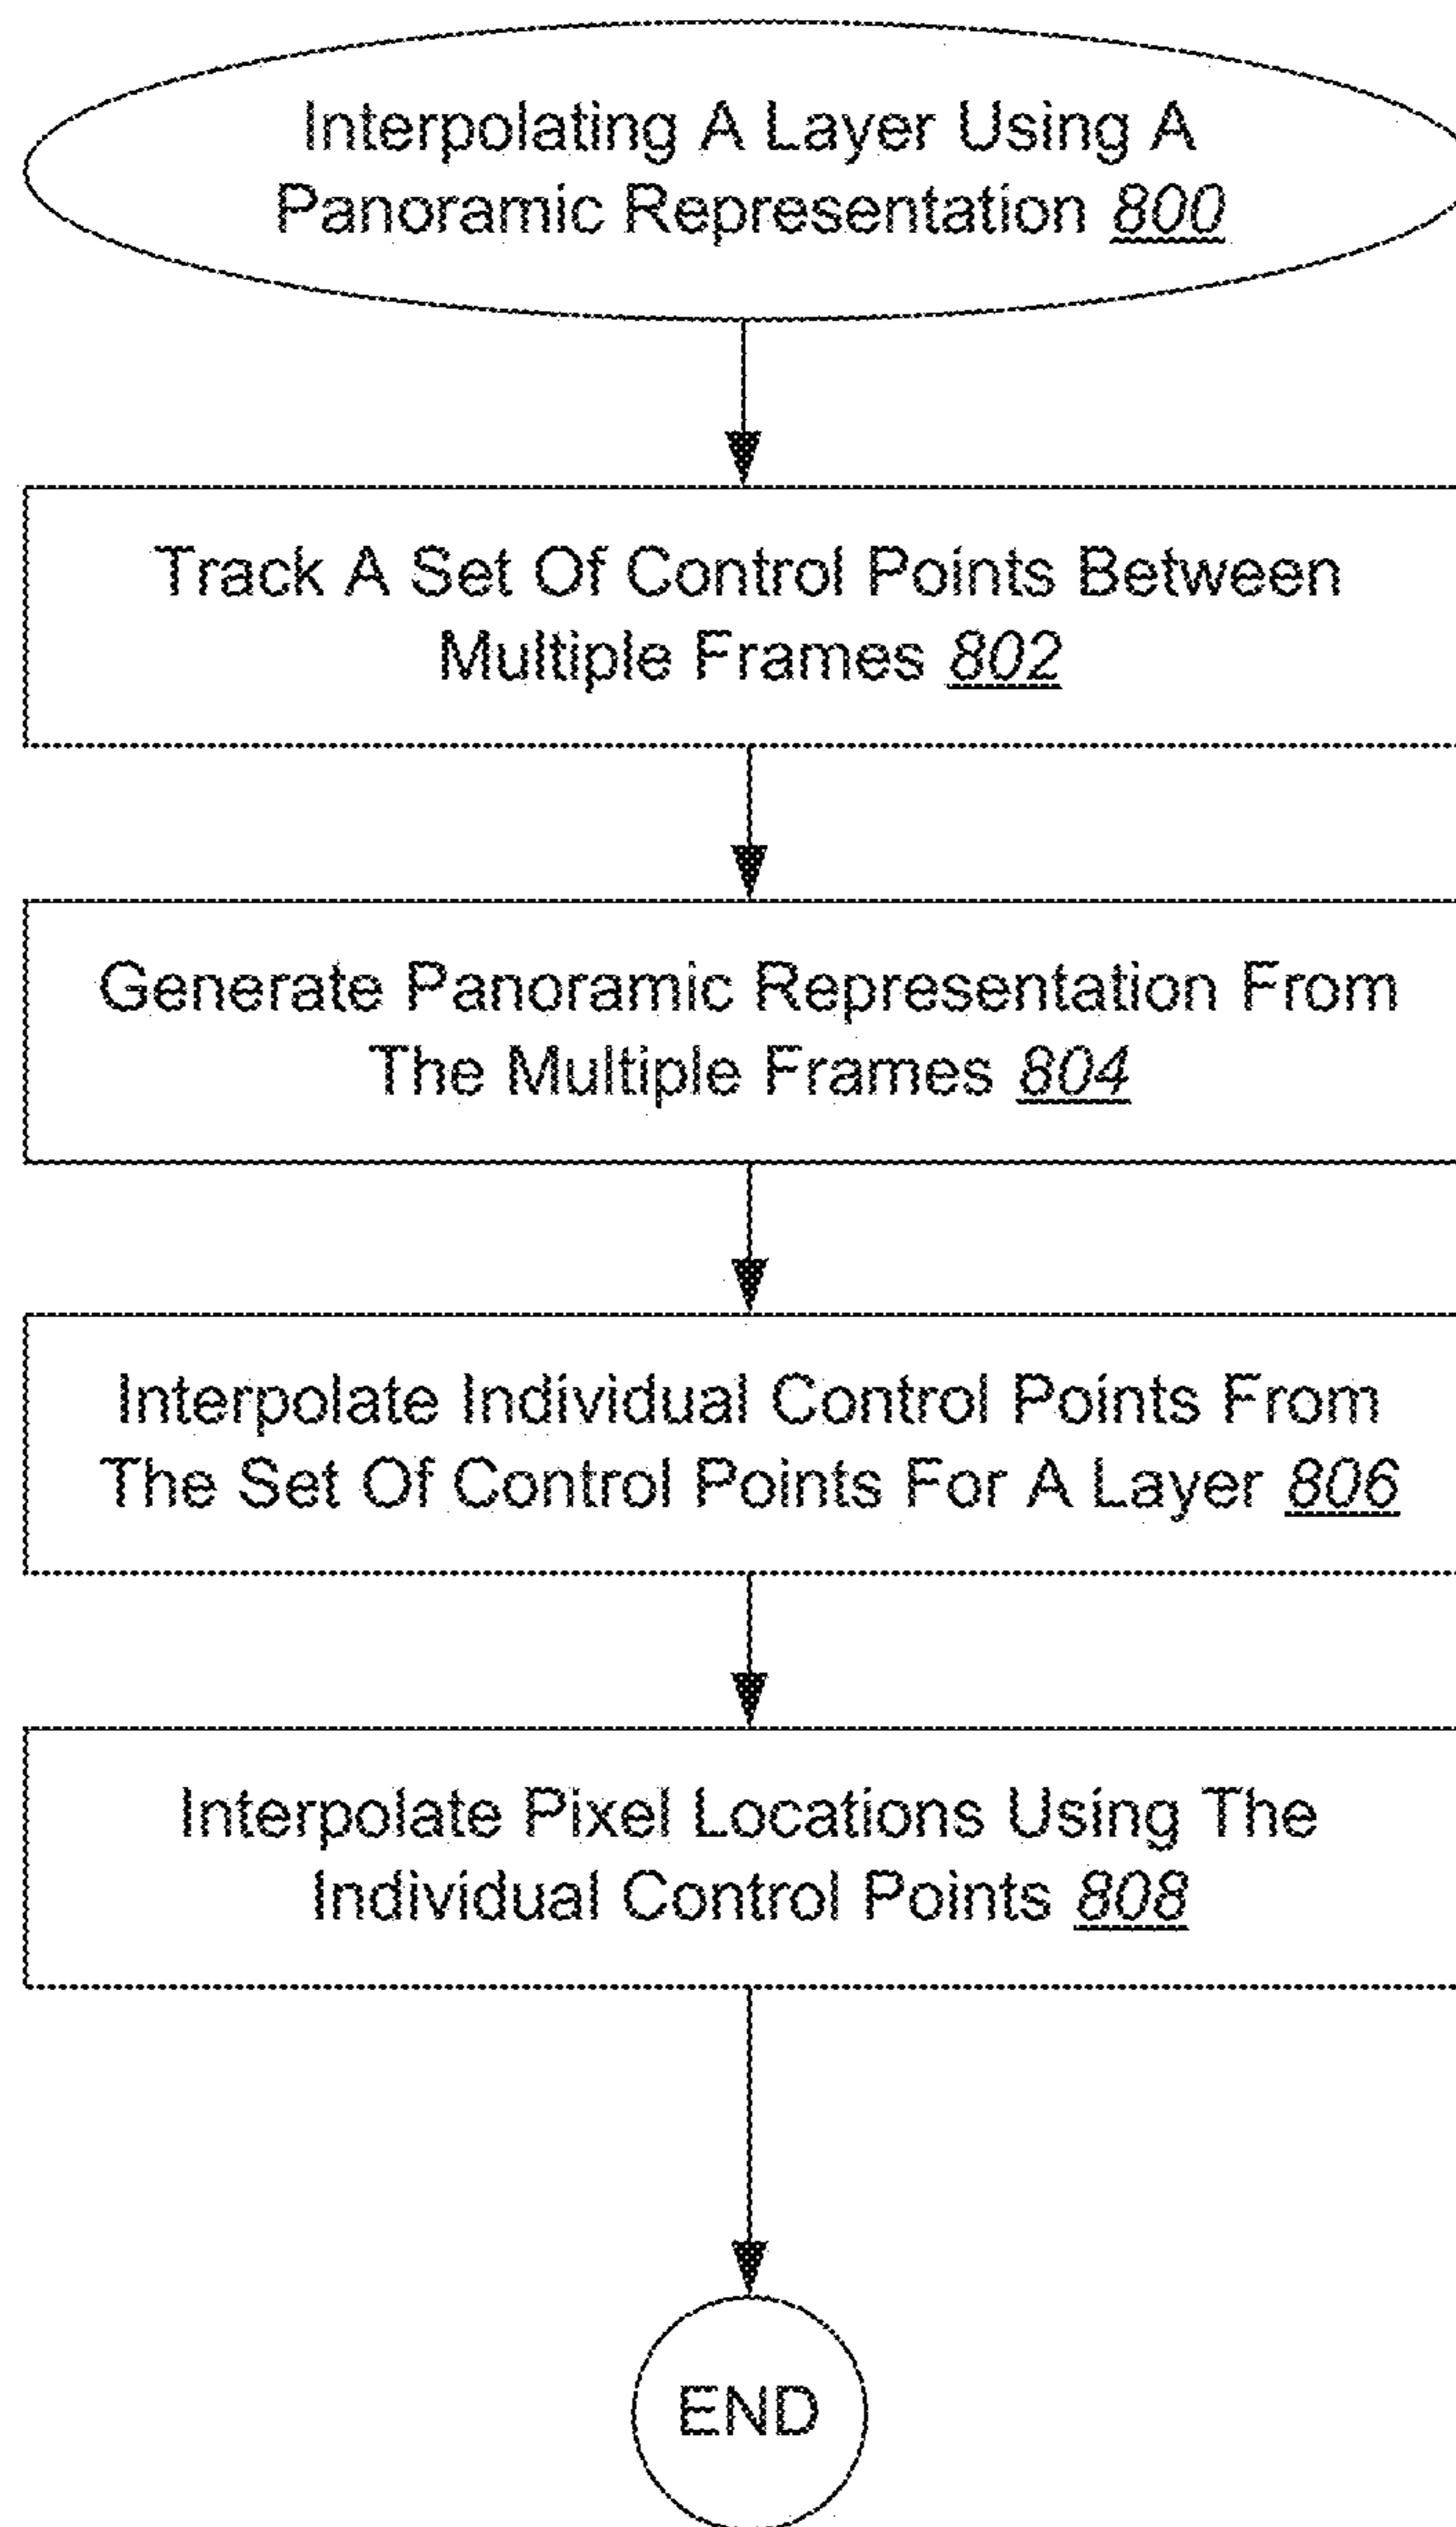 Interpolating A Layer Using A
Panoramic Representation 800
Track A Set Of Control Points Between
Multiple Frames 802
Generate Panoramic Representation From
The Multiple Frames 804
Interpolate Individual Control Points From
The Set Of Control Points For A Layer 806
Interpolate Pixel Locations Using The
Individual Control Points 808
END